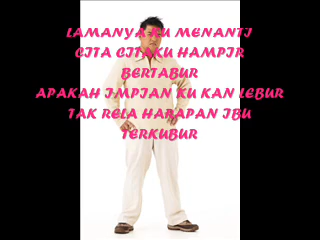 LAMANYA KU MENANTI
CITA CITAKU HAMPIR
BERTABUR
APAKAH IMPIAN KU KAN LEBUR
TAK RELA HARAPAN IBU
TERKUBUR